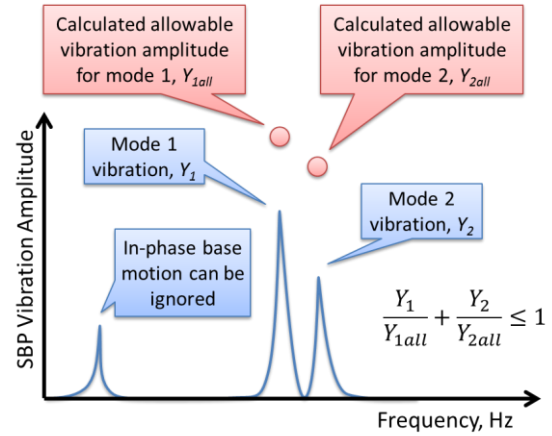 Calculated allowable
vibration amplitude
for mode 1, Y1all
Calculated allowable
vibration amplitude
for mode 2, Y2all
Mode 1
vibration, Y1
Mode 2
vibration, Y2
In-phase base
motion can be
ignored
SBP Vibration Amplitude
Y1/Y1all + Y2/Y2all ≤ 1
Frequency, Hz